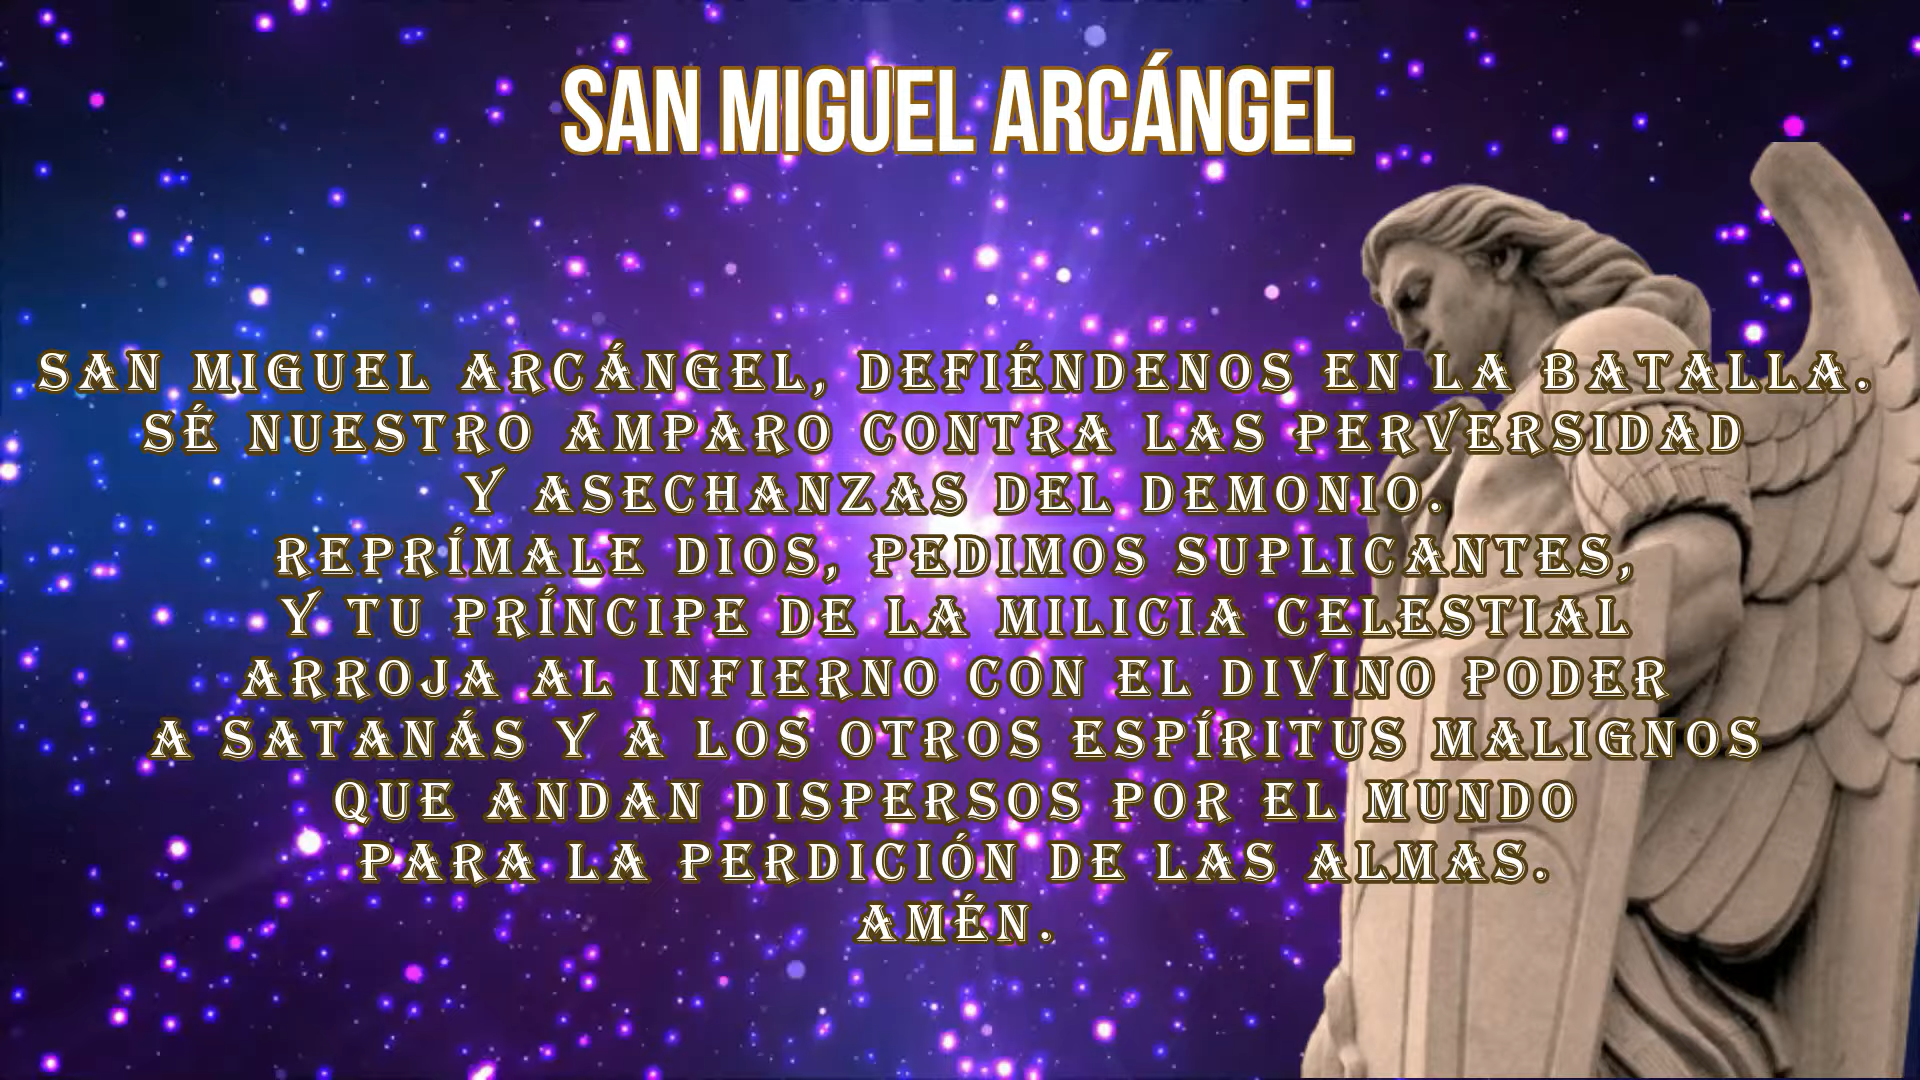 SAN MIGUEL ARCÁNGEL
SAN MIGUEL ARCÁNGEL, DEFIÉNDENOS EN LA BATALLA.
SÉ NUESTRO AMPARO CONTRA LAS PERVERSIDAD
Y ASECHANZAS DEL DEMONIO.
REPRÍMALE DIOS, PEDIMOS SUPLICANTES,
Y TU PRÍNCIPE DE LA MILICIA CELESTIAL
ARROJA AL INFIERNO CON EL DIVINO PODER
A SATANÁS Y A LOS OTROS ESPÍRITUS MALIGNOS
QUE ANDAN DISPERSOS POR EL MUNDO
PARA LA PERDICIÓN DE LAS ALMAS.
AMÉN.